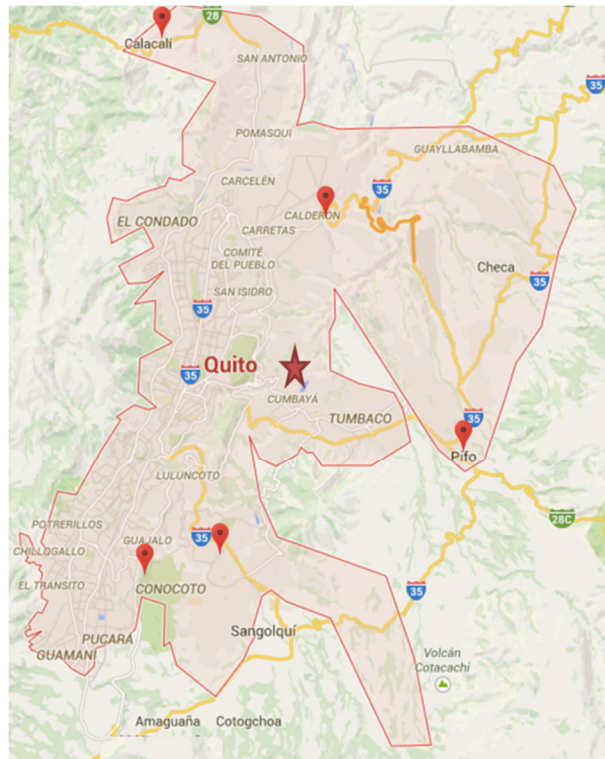 Calacalí
28
SAN ANTONIO
35
POMASQUI
GUAYLLABAMBA
CARCELÉN
35
CALDERÓN
EL CONDADO
CARRETAS
COMITÉ
DEL PUEBLO
Checa
35
SAN ISIDRO
35
Quito
35
CUMBAYÁ
TUMBACO
35
Pifo
LULUNCOTO
28C
POTRERILLOS
35
GUAJALO
CHILLOGALLO
EL TRANSITO
CONOCOTO
35
PUCARÁ
Sangolquí
GUAMANÍ
Volcán
Cotacachi
Amaguaña
Cotogchoa